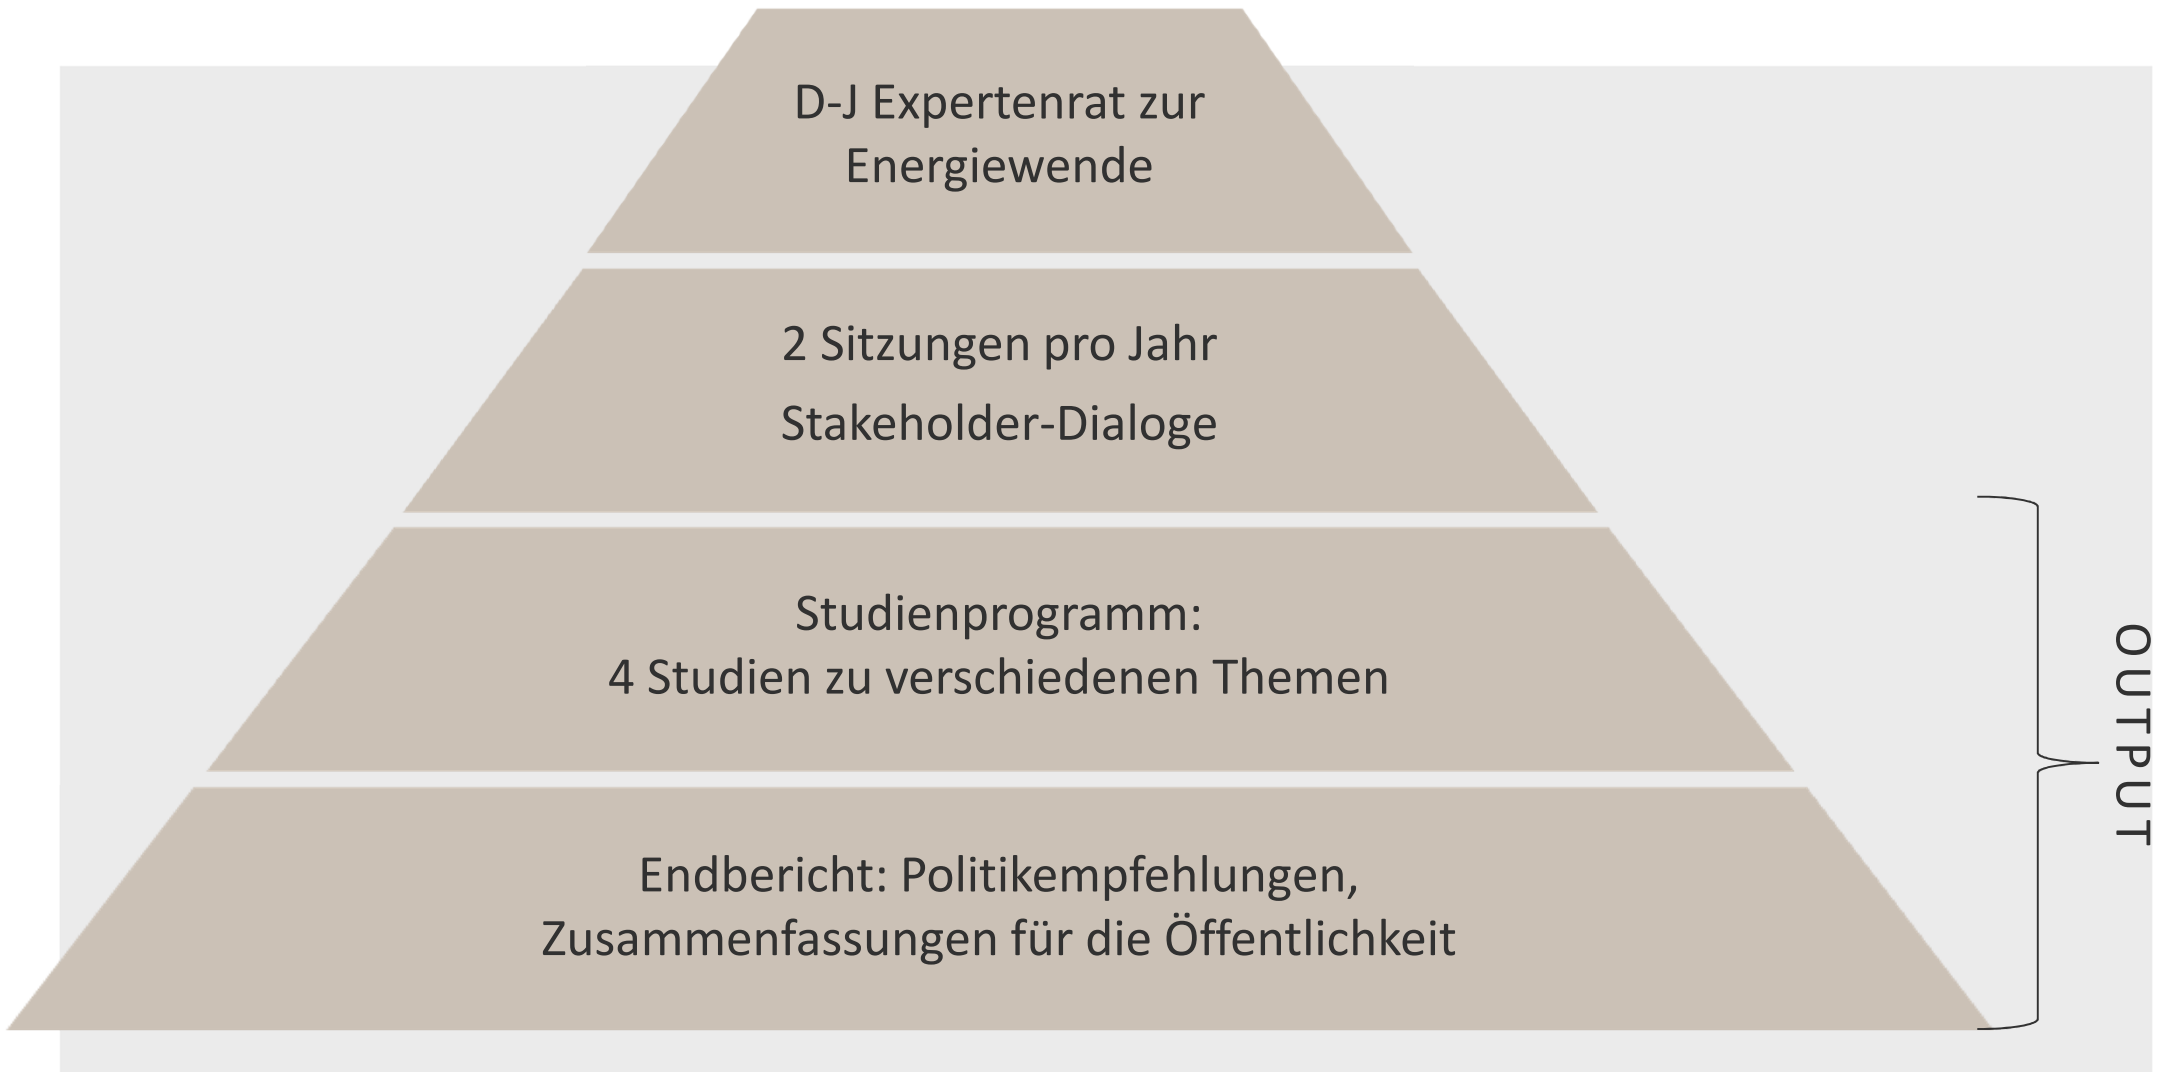 D-J Expertenrat zur
Energiewende
2 Sitzungen pro Jahr
Stakeholder-Dialoge
Studienprogramm:
4 Studien zu verschiedenen Themen
Endbericht: Politikempfehlungen,
Zusammenfassungen für die Öffentlichkeit
OUTPUT